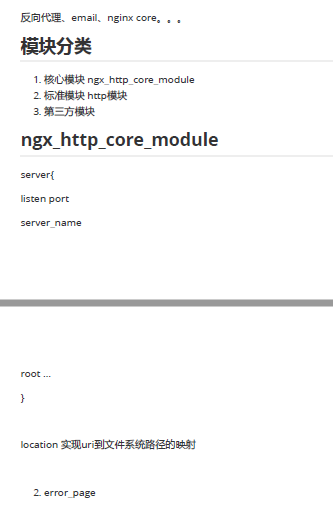 反向代理、email、nginx core。。。
模块分类
1. 核心模块 ngx_http_core_module
2. 标准模块 http模块
3. 第三方模块
ngx_http_core_module
server{
listen port
server_name
root ...
}
location 实现uri到文件系统路径的映射
2. error_page